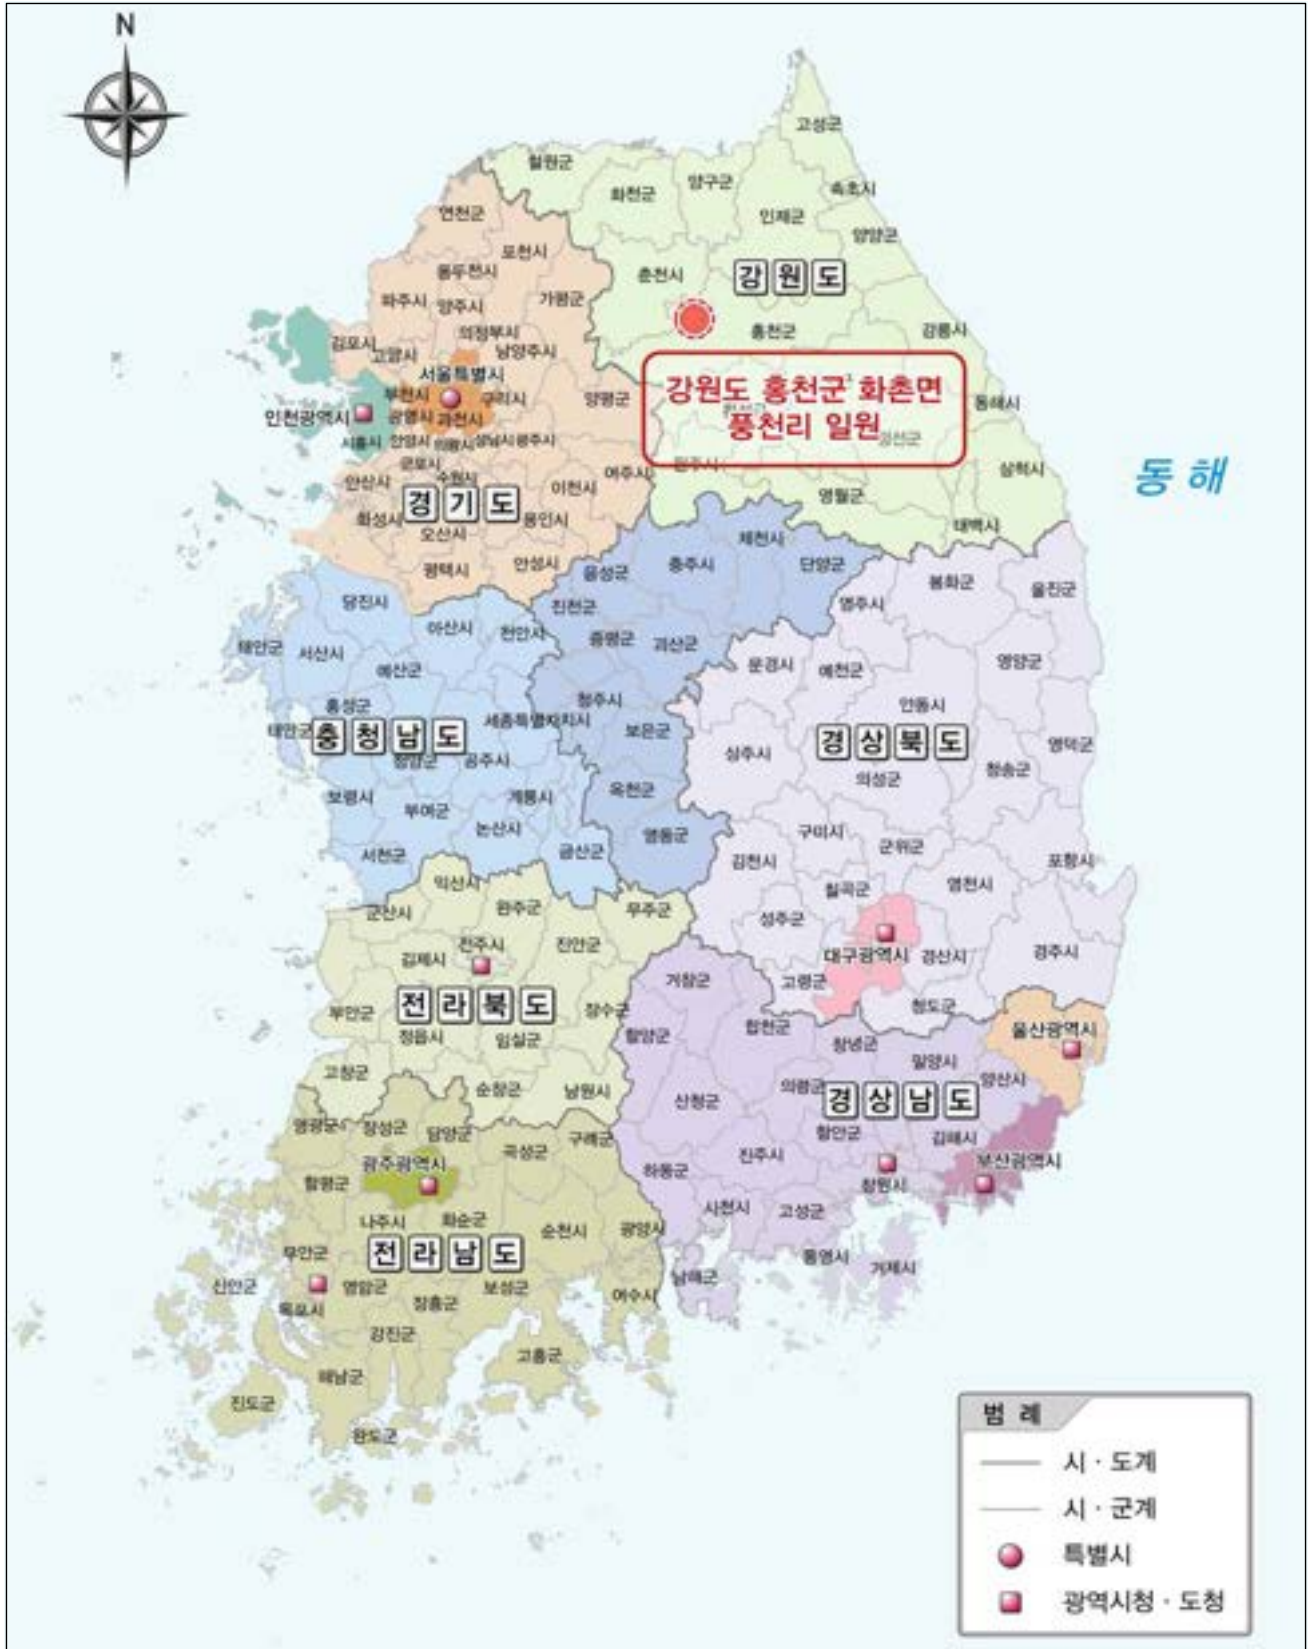 N
고성군
철원군
화천군
양구군
속초시
인제군
연천군
양양군
포천시
춘천시
강원도
동두천시
파주시
양주시
가평군
홍천군
강릉시
의정부시
김포시
고양시
남양주시
서울특별시
강원도 홍천군 화촌면
풍천리 일원
부천시
구리시
양평군
동해시
인천광역시
광명시
과천시
시흥시
안양시
의왕시
성남시
광주시
정선군
군포시
원주시
여주시
삼척시
동해
안산시
수원시
이천시
영월군
경기도
화성시
용인시
태백시
오산시
제천시
평택시
안성시
음성군
충주시
단양군
봉화군
울진군
당진시
진천군
영주시
아산시
천안시
증평군
괴산군
태안군
서산시
예산군
문경시
예천군
영양군
홍성군
청주시
안동시
세종특별자치시
보은군
태안군
충청남도
경상북도
영덕군
청양군
공주시
상주시
의성군
청송군
보령시
부여군
계룡시
옥천군
논산시
영동군
구미시
서천군
금산군
김천시
군위군
포항시
익산시
칠곡군
영천시
군산시
완주군
무주군
성주군
전주시
진안군
김제시
대구광역시
경산시
경주시
거창군
고령군
전라북도
부안군
장수군
청도군
정읍시
임실군
함양군
합천군
창녕군
울산광역시
밀양시
고창군
순창군
남원시
산청군
의령군
양산시
경상남도
영광군
장성군
담양군
구례군
함안군
김해시
곡성군
광주광역시
진주시
부산광역시
함평군
하동군
창원시
나주시
화순군
순천시
광양시
사천시
고성군
무안군
전라남도
통영시
거제시
신안군
영암군
보성군
남해군
목포시
장흥군
여수시
강진군
고흥군
해남군
진도군
완도군
범례
시·도계
시·군계
특별시
광역시청·도청